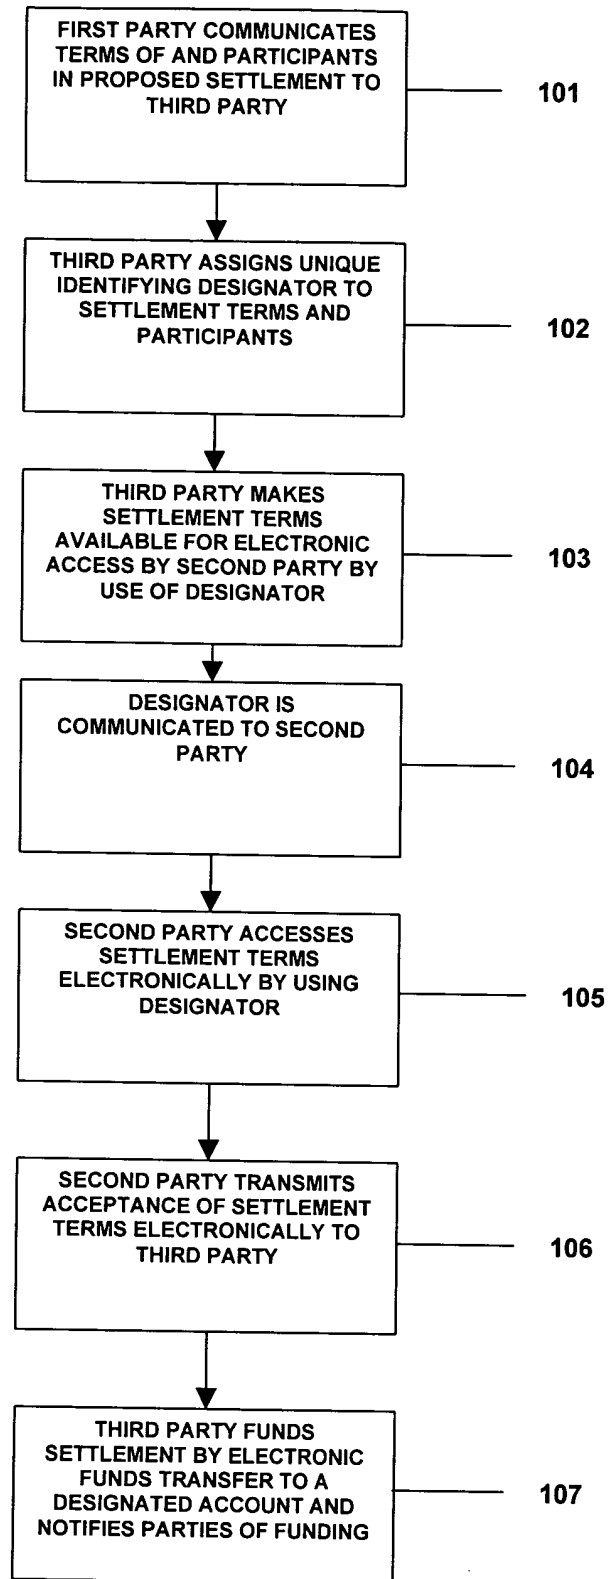 FIRST PARTY COMMUNICATES
TERMS OF AND PARTICIPANTS
IN PROPOSED SETTLEMENT TO
THIRD PARTY
101
THIRD PARTY ASSIGNS UNIQUE
IDENTIFYING DESIGNATOR TO
SETTLEMENT TERMS AND
PARTICIPANTS
102
THIRD PARTY MAKES
SETTLEMENT TERMS
AVAILABLE FOR ELECTRONIC
ACCESS BY SECOND PARTY BY
USE OF DESIGNATOR
103
DESIGNATOR IS
COMMUNICATED TO SECOND
PARTY
104
SECOND PARTY ACCESSES
SETTLEMENT TERMS
ELECTRONICALLY BY USING
DESIGNATOR
105
SECOND PARTY TRANSMITS
ACCEPTANCE OF SETTLEMENT
TERMS ELECTRONICALLY TO
THIRD PARTY
106
THIRD PARTY FUNDS
SETTLEMENT BY ELECTRONIC
FUNDS TRANSFER TO A
DESIGNATED ACCOUNT AND
NOTIFIES PARTIES OF FUNDING
107